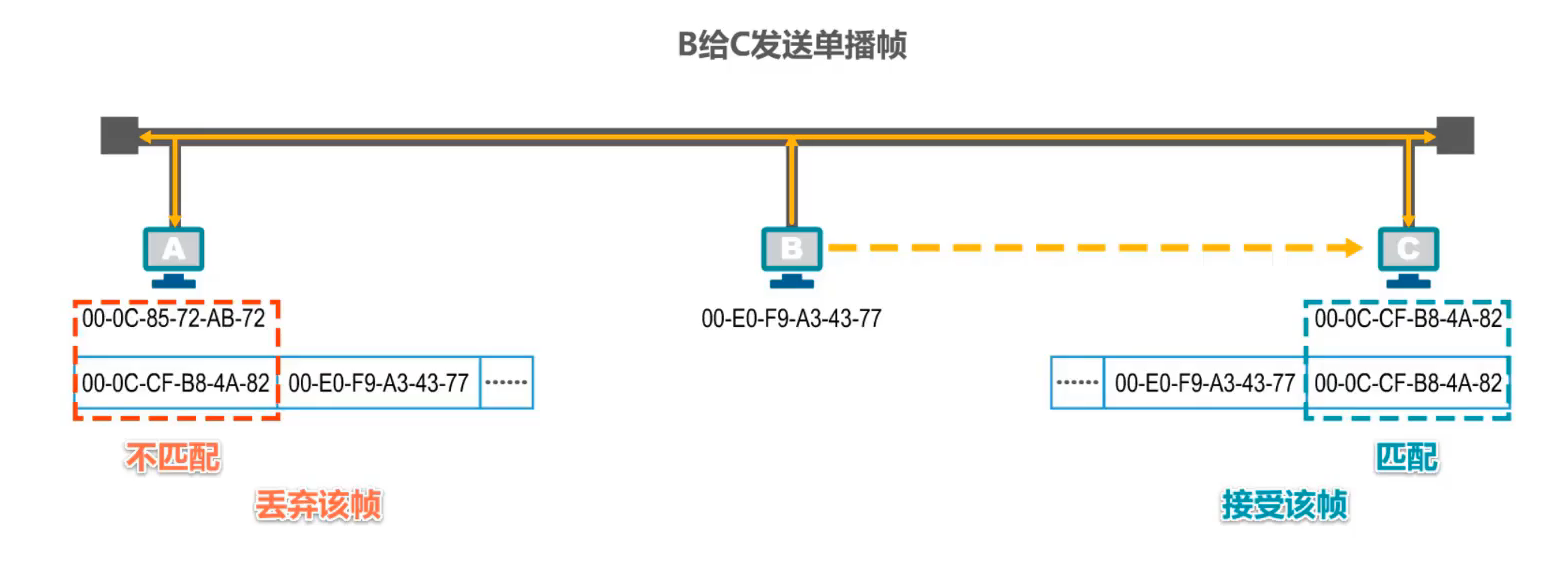 B给C发送单播帧
A
B
C
00-0C-85-72-AB-72
00-E0-F9-A3-43-77
00-0C-CF-B8-4A-82
00-0C-CF-B8-4A-82 00-E0-F9-A3-43-77 ······
······ 00-E0-F9-A3-43-77 00-0C-CF-B8-4A-82
不匹配
匹配
丢弃该帧
接受该帧